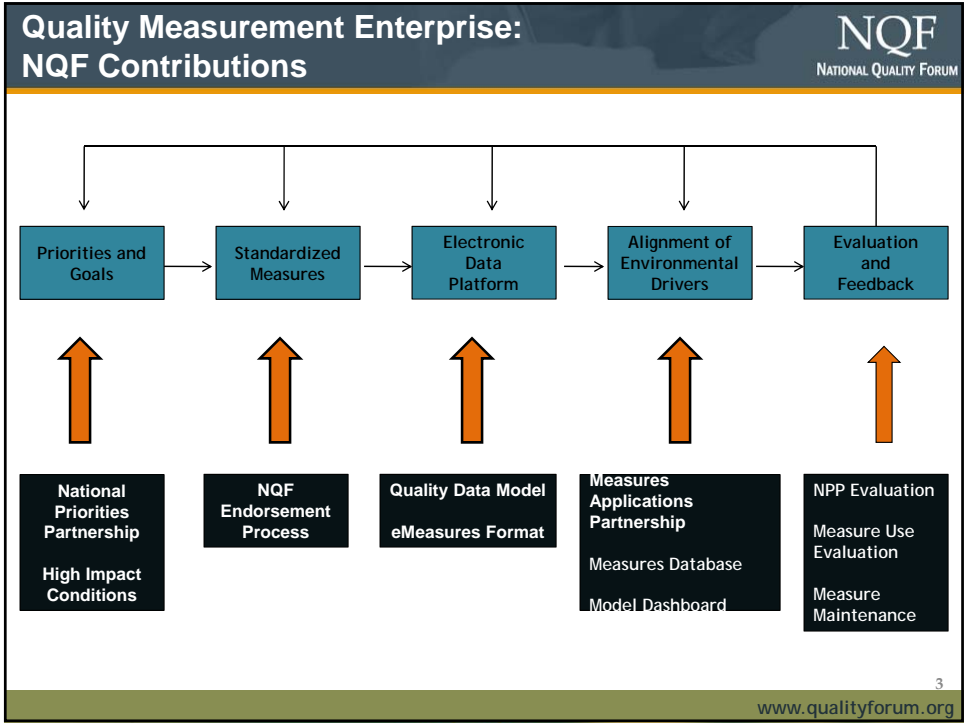 Quality Measurement Enterprise:
NQF Contributions
NQF
NATIONAL QUALITY FORUM
Priorities and
Goals
Standardized
Measures
Electronic
Data
Platform
Alignment of
Environmental
Drivers
Evaluation
and
Feedback
National
Priorities
Partnership
High Impact
Conditions
NQF
Endorsement
Process
Quality Data Model
eMeasures Format
Measures
Applications
Partnership
Measures Database
Model Dashboard
NPP Evaluation
Measure Use
Evaluation
Measure
Maintenance
3
www.qualityforum.org